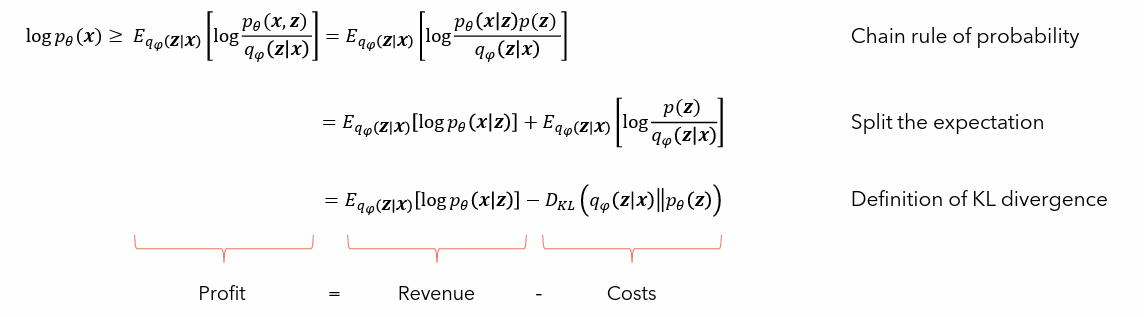 log p_θ(x) ≥ E_{q_φ(z|x)} [log p_θ(x, z) / q_φ(z|x)] = E_{q_φ(z|x)} [log p_θ(x|z)p(z) / q_φ(z|x)] Chain rule of probability
= E_{q_φ(z|x)}[log p_θ(x|z)] + E_{q_φ(z|x)} [log p(z) / q_φ(z|x)] Split the expectation
= E_{q_φ(z|x)}[log p_θ(x|z)] − D_{KL} (q_φ(z|x)‖p_θ(z)) Definition of KL divergence
Profit = Revenue - Costs